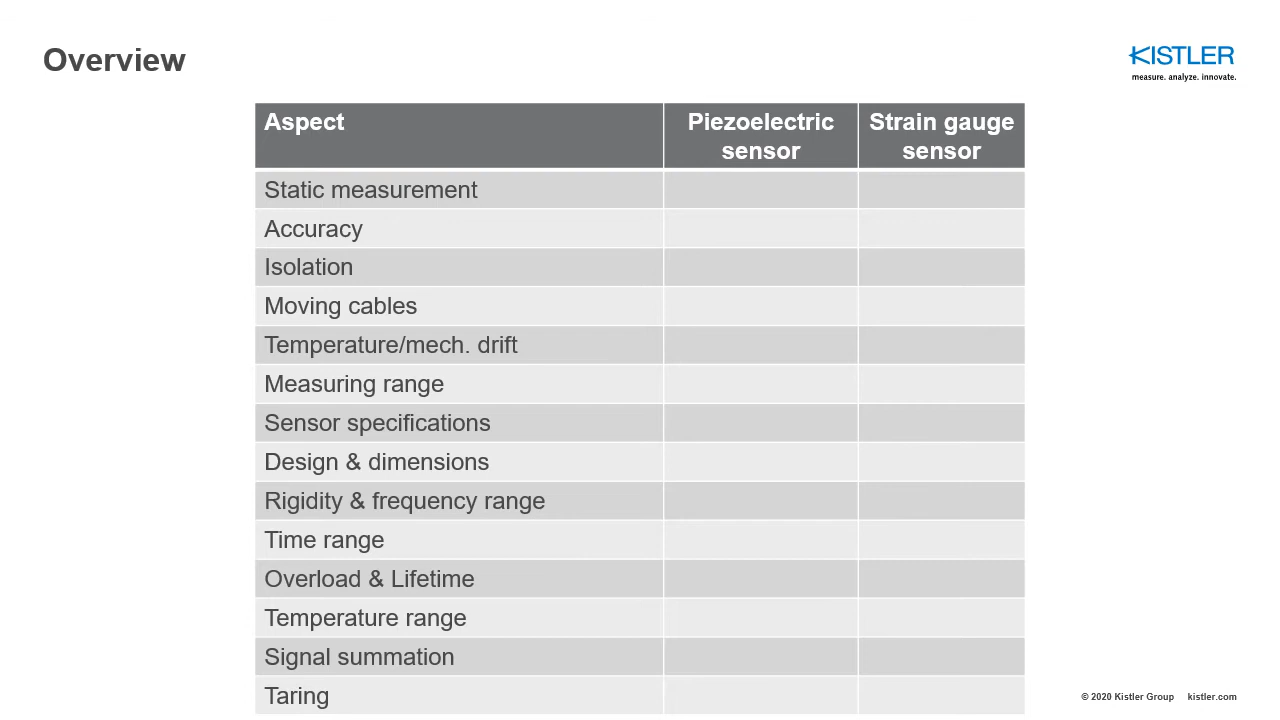 Overview
KISTLER
measure. analyze. innovate.
Aspect
Piezoelectric
sensor
Strain gauge
sensor
Static measurement
Accuracy
Isolation
Moving cables
Temperature/mech. drift
Measuring range
Sensor specifications
Design & dimensions
Rigidity & frequency range
Time range
Overload & Lifetime
Temperature range
Signal summation
Taring
© 2020 Kistler Group kistler.com